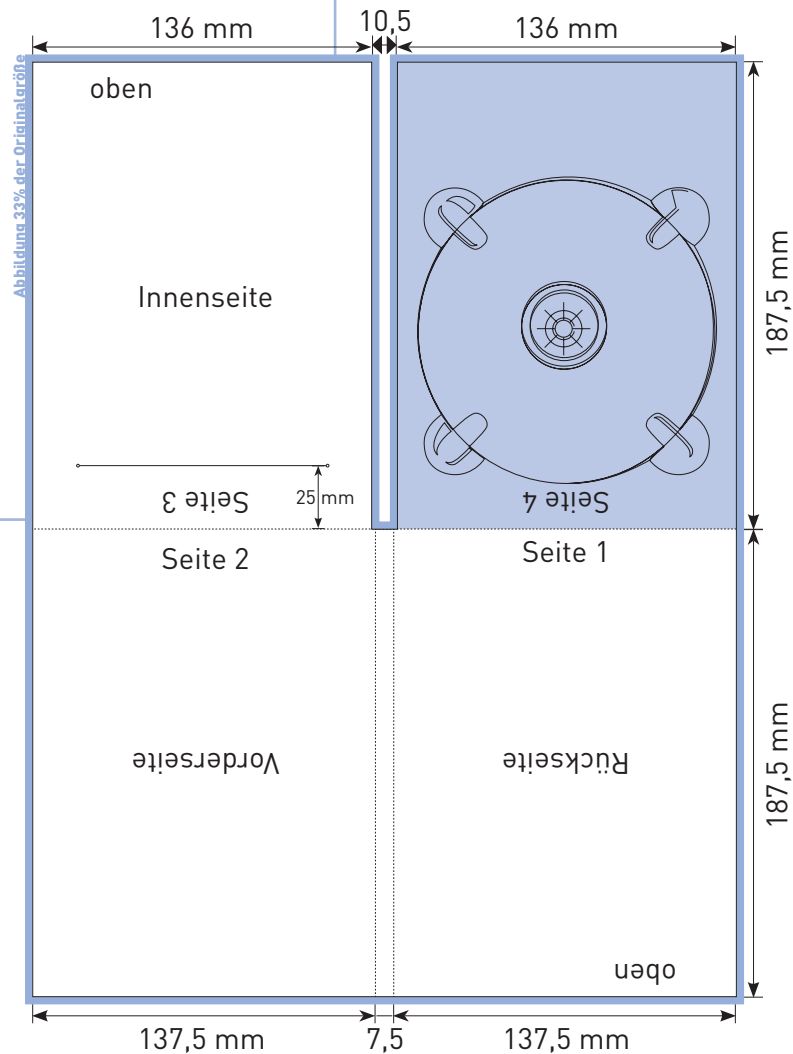 136 mm
10,5
136 mm
Abbildung 33% der Originalgröße
oben
Innenseite
187,5 mm
Seite 3
25 mm
Seite 4
Seite 2
Seite 1
Vorderseite
Rückseite
187,5 mm
oben
137,5 mm
7,5
137,5 mm